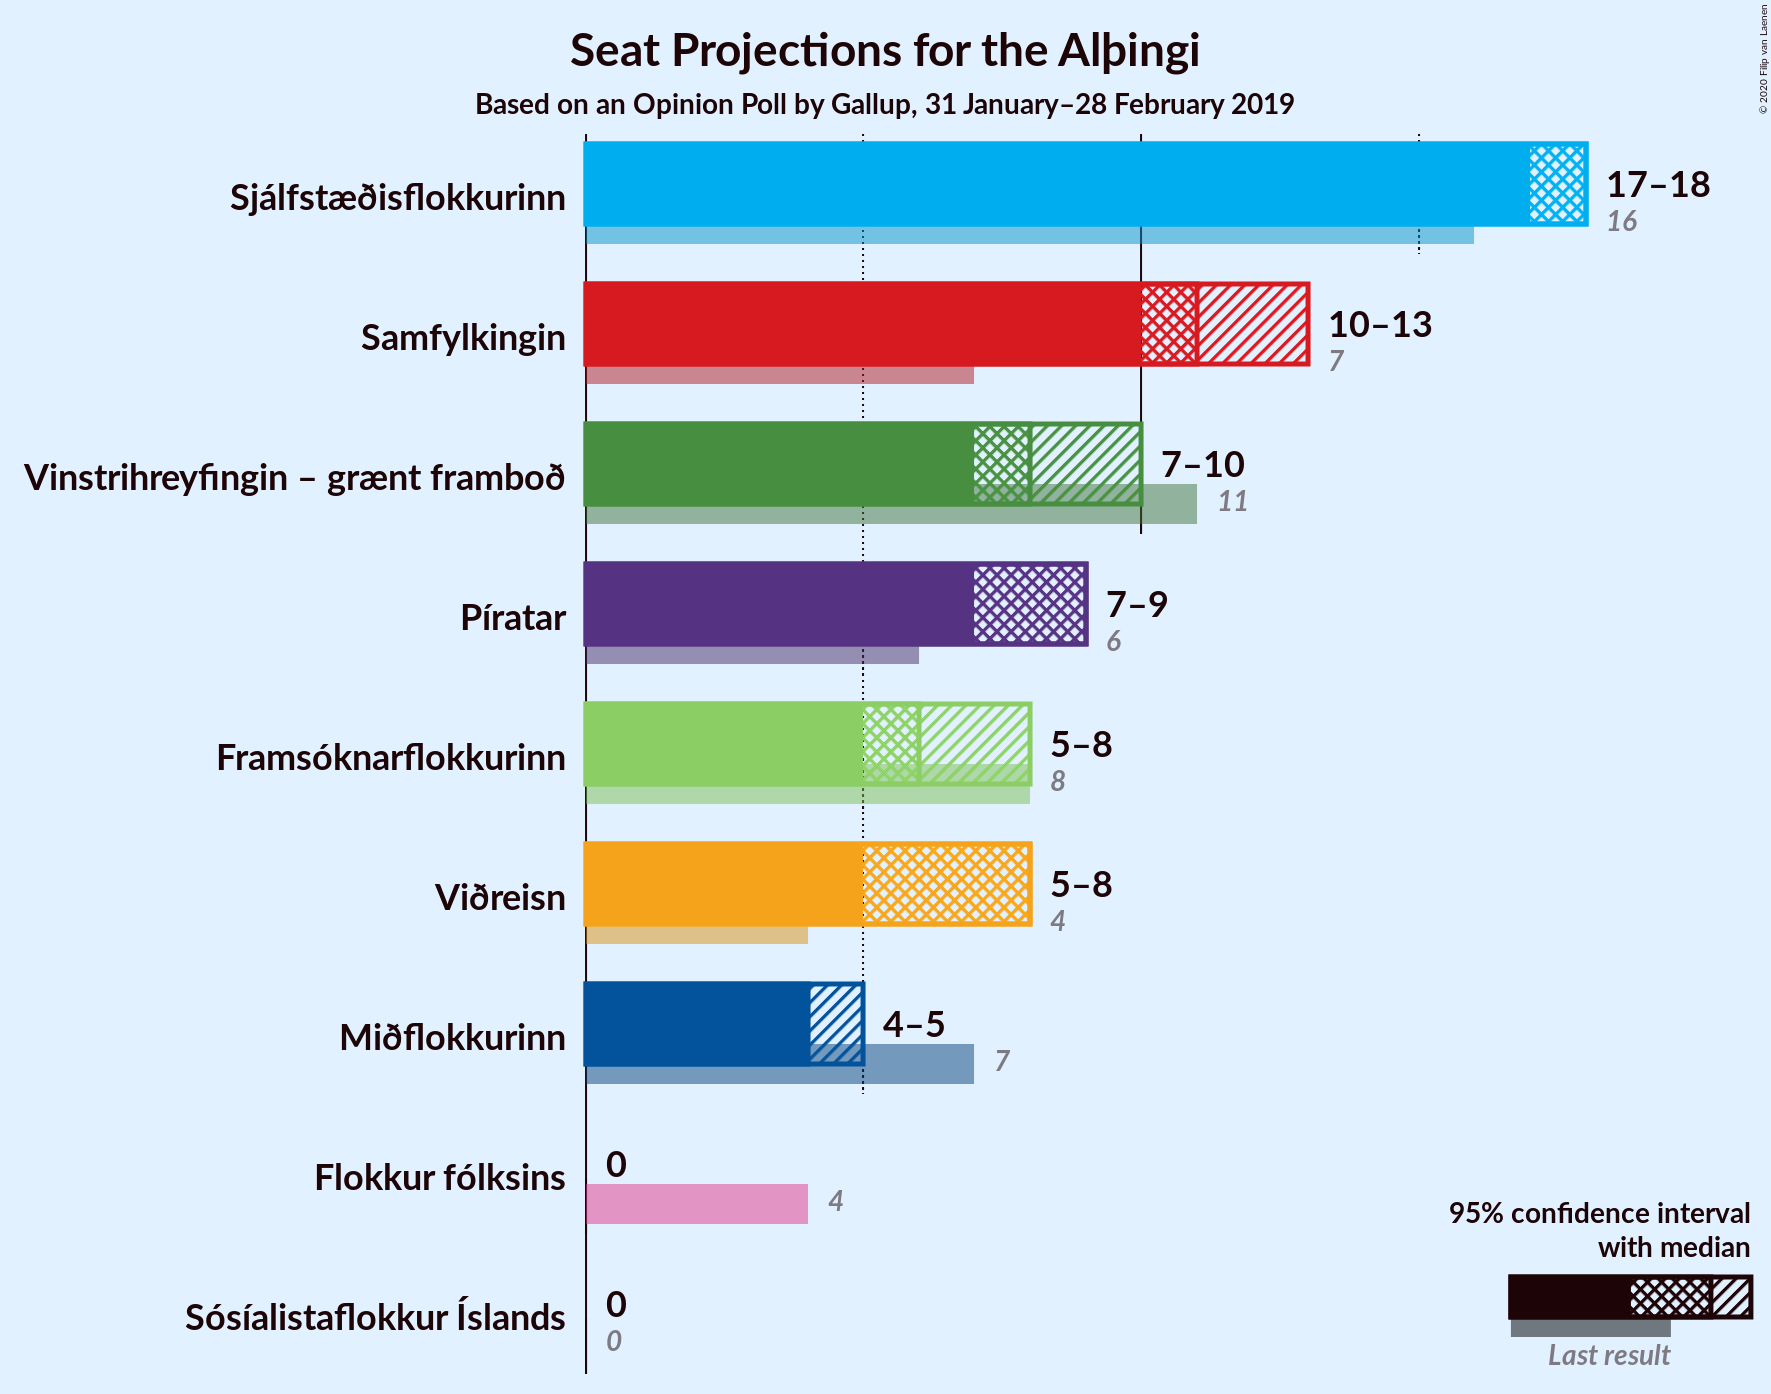 Seat Projections for the Alþingi
Based on an Opinion Poll by Gallup, 31 January–28 February 2019
© 2020 Filip van Laenen
Sjálfstæðisflokkurinn
17–18
16
Samfylkingin
10–13
7
Vinstrihreyfingin – grænt framboð
7–10
11
Píratar
7–9
6
Framsóknarflokkurinn
5–8
8
Viðreisn
5–8
4
Miðflokkurinn
4–5
7
Flokkur fólksins
0
4
Sósíalistaflokkur Íslands
0
0
95% confidence interval
with median
Last result